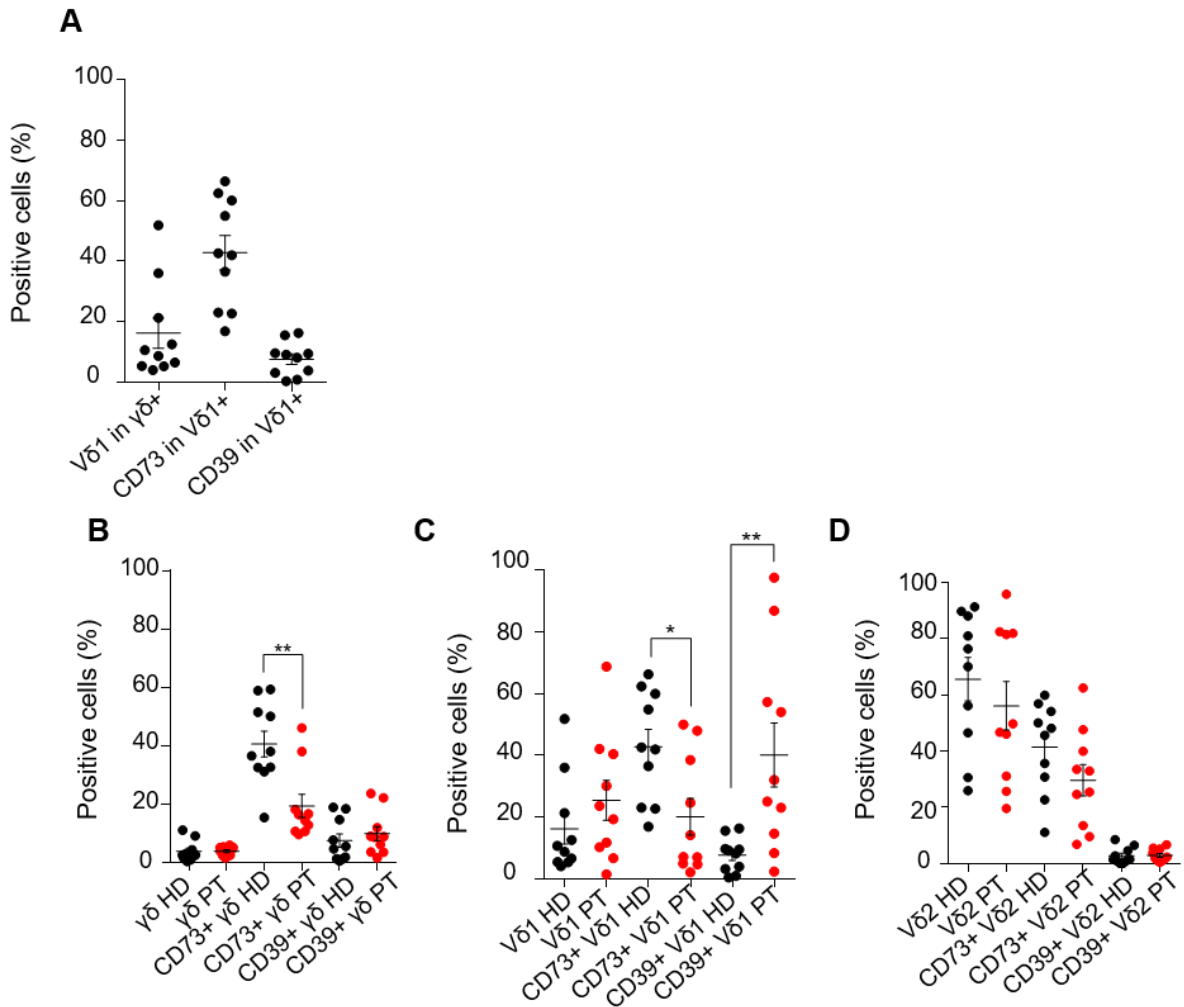 A
Positive cells (%)
100
80
60
40
20
0
Vδ1 in γδ+
CD73 in Vδ1+
CD39 in Vδ1+
B
Positive cells (%)
100
80
60
40
20
0
**
γδ HD
γδ PT
CD73+ γδ HD
CD73+ γδ PT
CD39+ γδ HD
CD39+ γδ PT
C
Positive cells (%)
100
80
60
40
20
0
*
**
Vδ1 HD
Vδ1 PT
CD73+ Vδ1 HD
CD73+ Vδ1 PT
CD39+ Vδ1 HD
CD39+ Vδ1 PT
D
Positive cells (%)
100
80
60
40
20
0
Vδ2 HD
Vδ2 PT
CD73+ Vδ2 HD
CD73+ Vδ2 PT
CD39+ Vδ2 HD
CD39+ Vδ2 PT